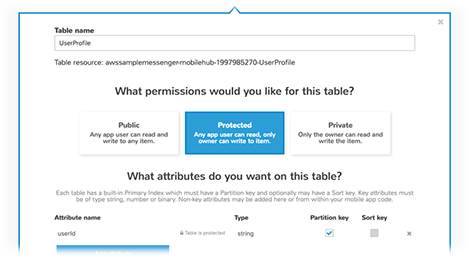 Table name
UserProfile
Table resource: awssamplemessenger-mobilehub-1997985270-UserProfile
What permissions would you like for this table?
Public
Any app user can read and
write to any item.
Protected
Any app user can read, only
owner can write to item.
Private
Only the owner can read and
write the item.
What attributes do you want on this table?
Each table has a built-in Primary Index which must have a Partition key and optionally may have a Sort key. Key attributes must
be of type string, number or binary. Non-key attributes may be added here or from within your mobile app code.
Attribute name Type Partition key Sort key
userId Table is protected string